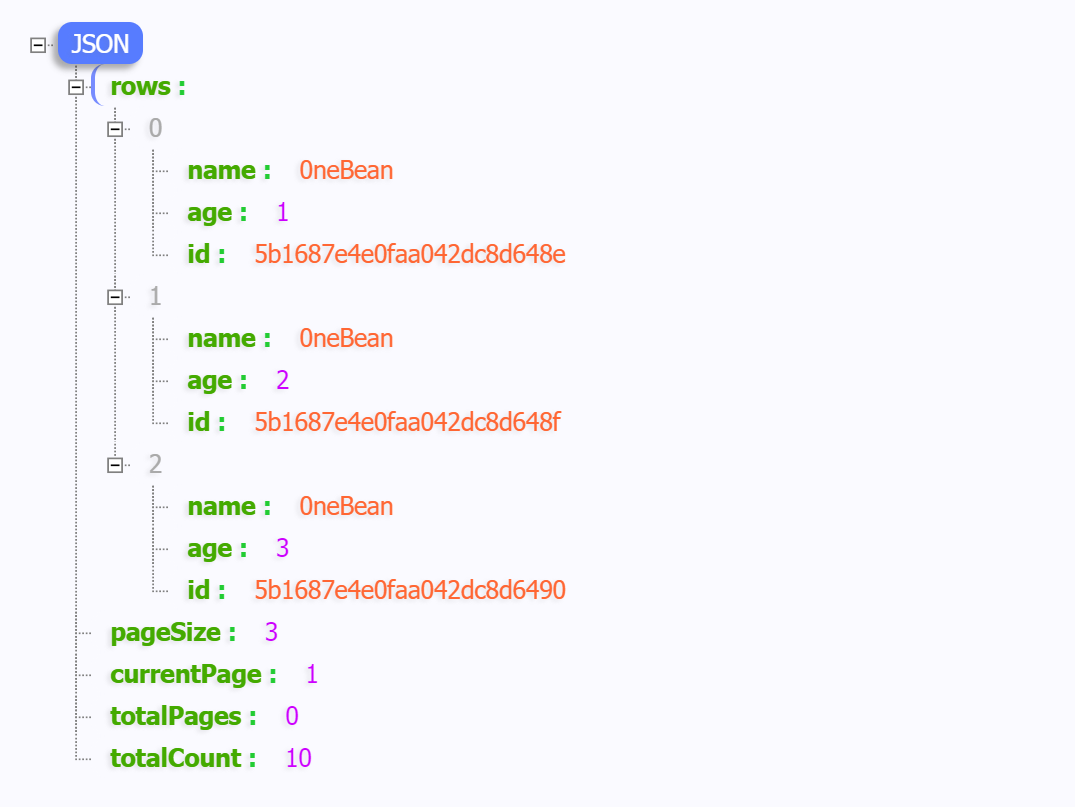 JSON
rows :
0
name : 0neBean
age : 1
id : 5b1687e4e0faa042dc8d648e
1
name : 0neBean
age : 2
id : 5b1687e4e0faa042dc8d648f
2
name : 0neBean
age : 3
id : 5b1687e4e0faa042dc8d6490
pageSize : 3
currentPage : 1
totalPages : 0
totalCount : 10